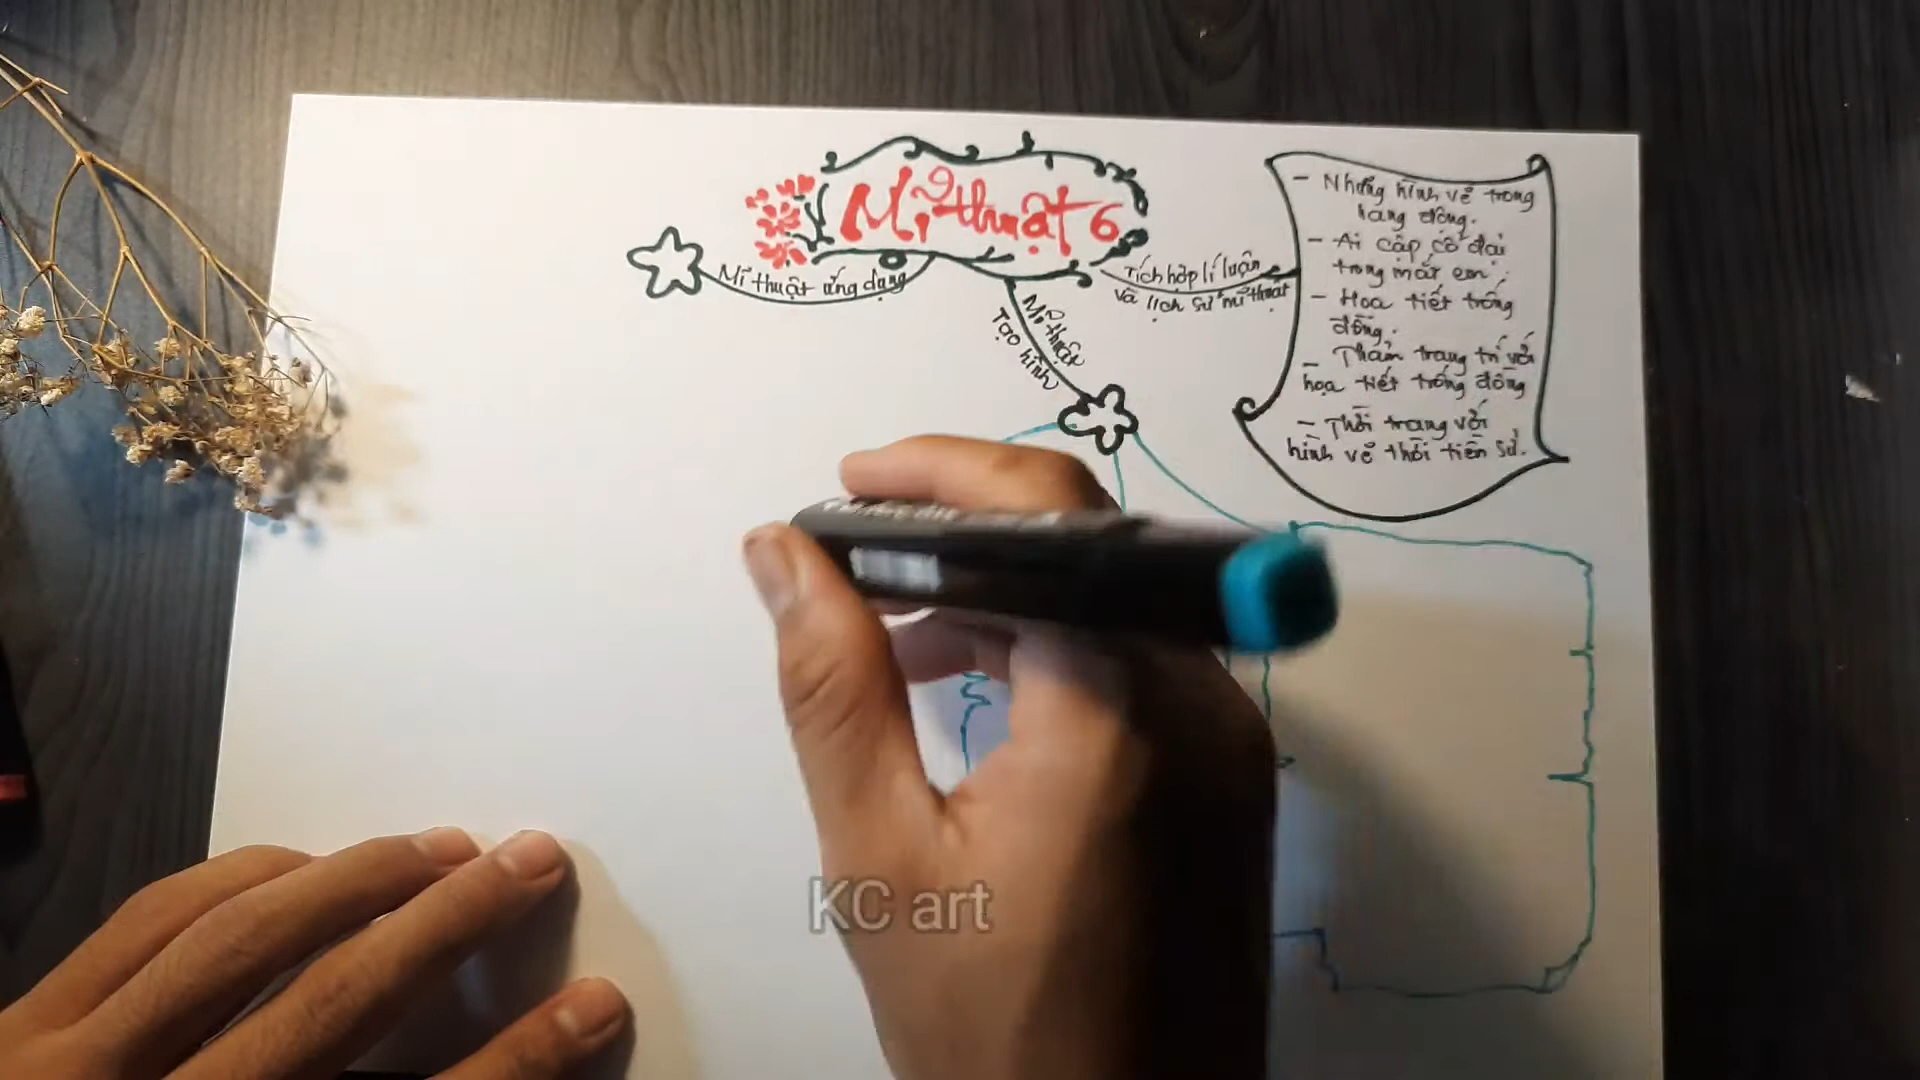 Mĩ thuật 6
Mĩ thuật ứng dụng
Mĩ thuật
Tạo hình
Tích hợp lí luận
và lịch sử mĩ thuật
- Những hình vẽ trong
hang động.
- Ai cập cổ đại
trong mắt em.
- Họa tiết trống
đồng.
- Thảm trang trí với
họa tiết trống đồng
- Thời trang với
hình vẽ thời tiền sử.
KC art